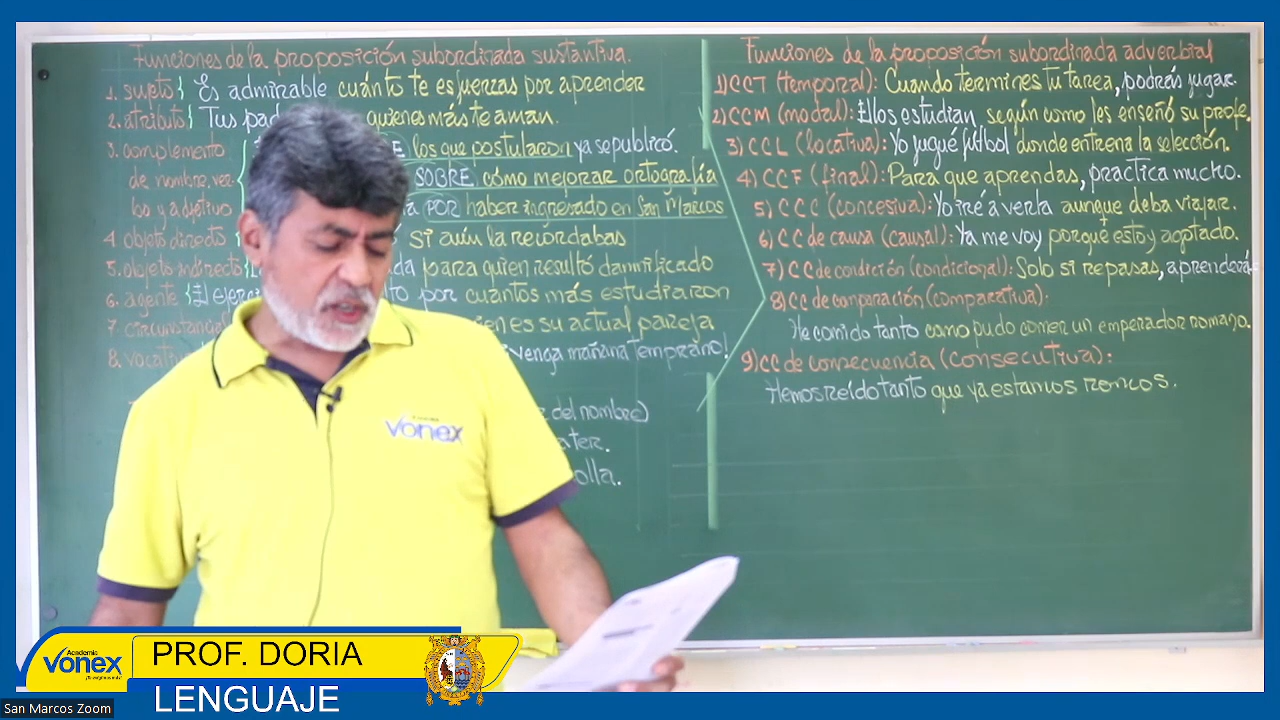 Funciones de la proposición subordinada sustantiva.
1. sujeto} Es admirable cuánto te esfuerzas por aprender
2. atributo} Tus quienes más te aman.
3. complemento los que postularon ya se publicó.
de nombre, ver- SOBRE cómo mejorar ortografía
bo y adjetivo POR haber ingresado en San Marcos
4 objeto directo si aún la recordabas
5. objeto indirecto para quien resultó damnificado
6. agente por cuántos más estudiaron
7 circunstancial es su actual pareja
8. vocativo venga mañana temprano!
del nombre)
Funciones de la proposición subordinada adverbial
1) CCT (temporal): Cuando termines tu tarea, podrás jugar.
2) CCM (modal): Ellos estudian según como les enseñó su profe.
3) CCL (locativa): Yo jugué fútbol donde entrena la selección.
4) CCF (final): Para que aprendas, practica mucho.
5) CCC (concesiva): Yo iré a verla aunque deba viajar.
6) CC de causa (causal): Ya me voy porque estoy agotado.
7) CC de condición (condicional): Solo si repasas,
8) CC de comparación (comparativa):
He comido tanto como pudo comer un emperador romano.
9) CC de consecuencia (consecutiva):
Hemos reído tanto que ya estamos roncos.
Vonex
Academia
Vonex
PROF. DORIA
LENGUAJE
San Marcos Zoom